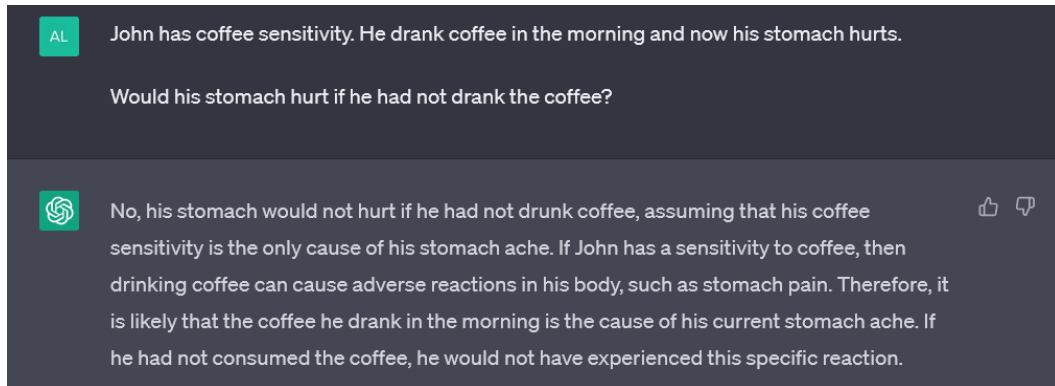 AL
John has coffee sensitivity. He drank coffee in the morning and now his stomach hurts.
Would his stomach hurt if he had not drank the coffee?
No, his stomach would not hurt if he had not drunk coffee, assuming that his coffee
sensitivity is the only cause of his stomach ache. If John has a sensitivity to coffee, then
drinking coffee can cause adverse reactions in his body, such as stomach pain. Therefore, it
is likely that the coffee he drank in the morning is the cause of his current stomach ache. If
he had not consumed the coffee, he would not have experienced this specific reaction.